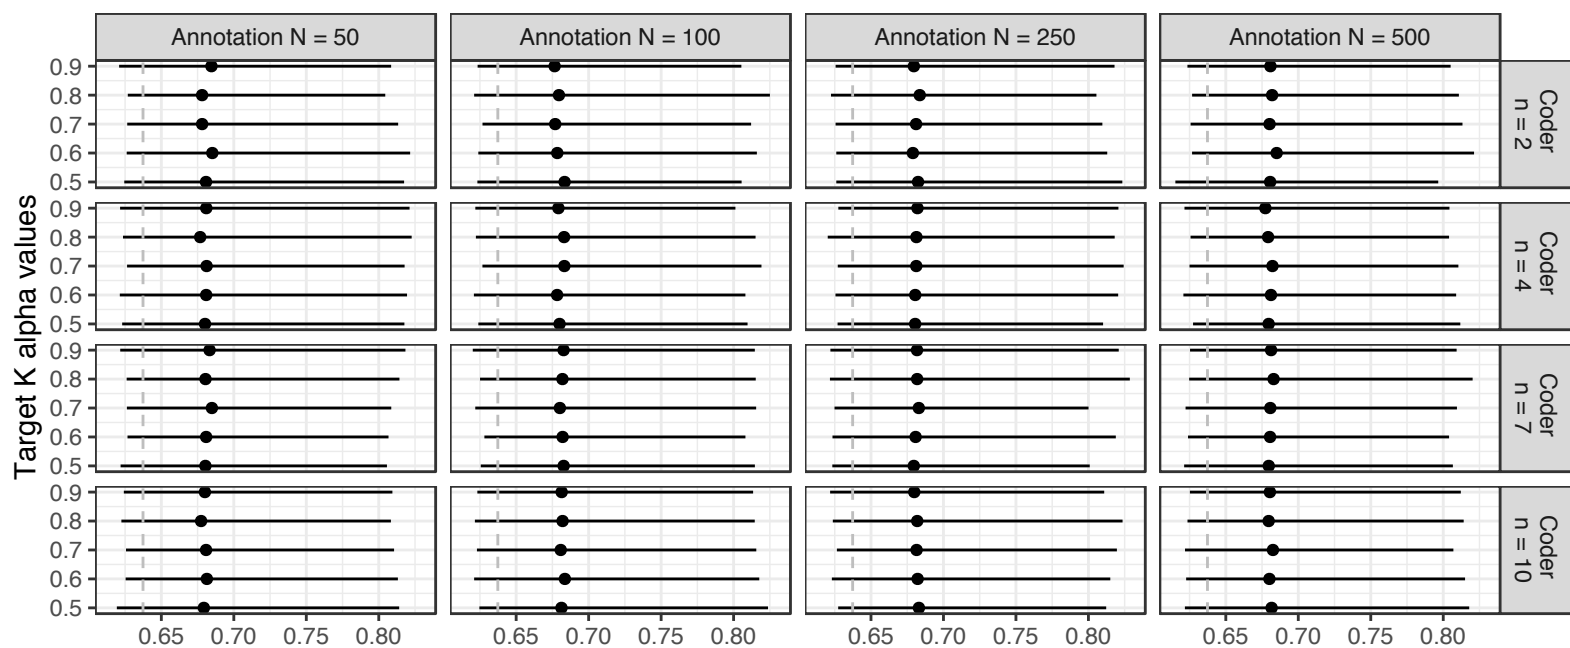 Annotation N = 50
Annotation N = 100
Annotation N = 250
Annotation N = 500
Target K alpha values
0.9
0.8
0.7
0.6
0.5
Coder
n = 2
0.9
0.8
0.7
0.6
0.5
Coder
n = 4
0.9
0.8
0.7
0.6
0.5
Coder
n = 7
0.9
0.8
0.7
0.6
0.5
Coder
n = 10
0.65 0.70 0.75 0.80
0.65 0.70 0.75 0.80
0.65 0.70 0.75 0.80
0.65 0.70 0.75 0.80